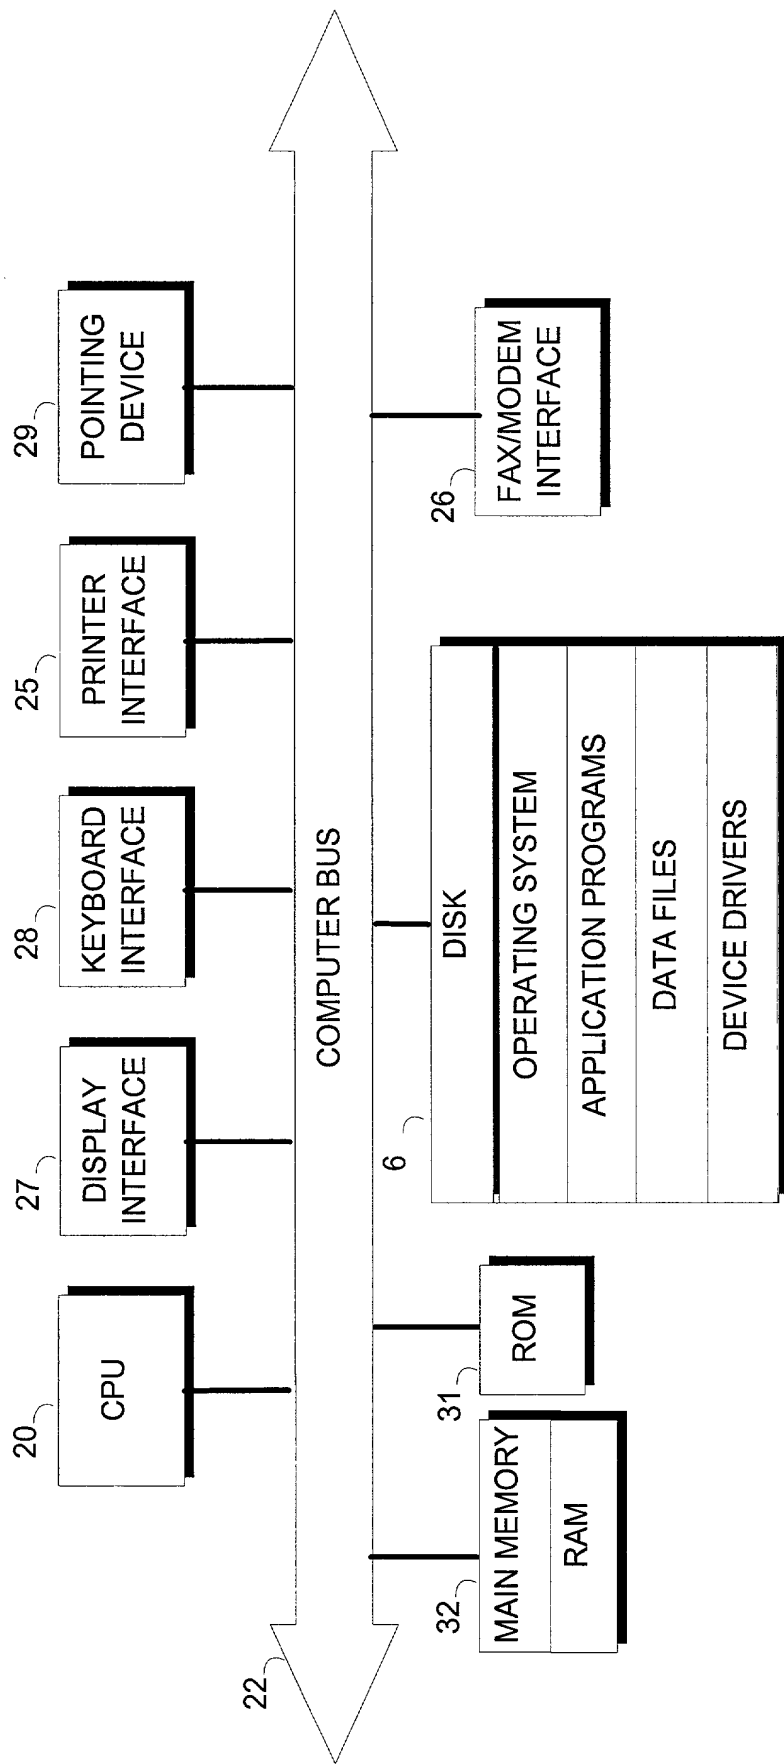 20
CPU
27
DISPLAY
INTERFACE
28
KEYBOARD
INTERFACE
25
PRINTER
INTERFACE
29
POINTING
DEVICE
22
COMPUTER BUS
32
MAIN MEMORY
RAM
31
ROM
6
DISK
OPERATING SYSTEM
APPLICATION PROGRAMS
DATA FILES
DEVICE DRIVERS
26
FAX/MODEM
INTERFACE